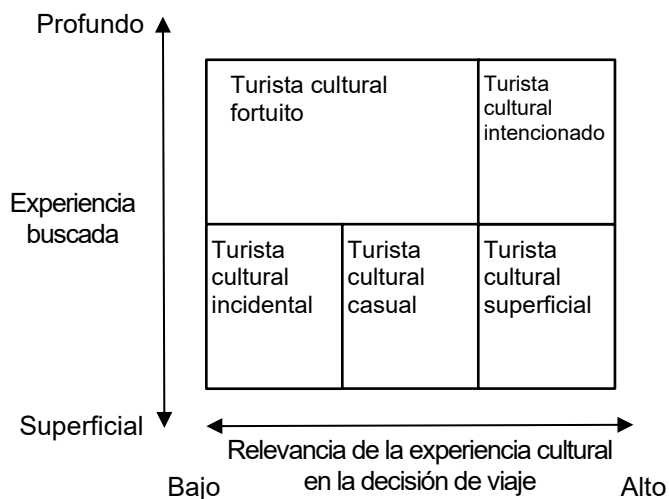 Profundo
Turista cultural
fortuito
Turista
cultural
intencionado
Experiencia
buscada
Turista
cultural
incidental
Turista
cultural
casual
Turista
cultural
superficial
Superficial
Relevancia de la experiencia cultural
en la decisión de viaje
Bajo
Alto